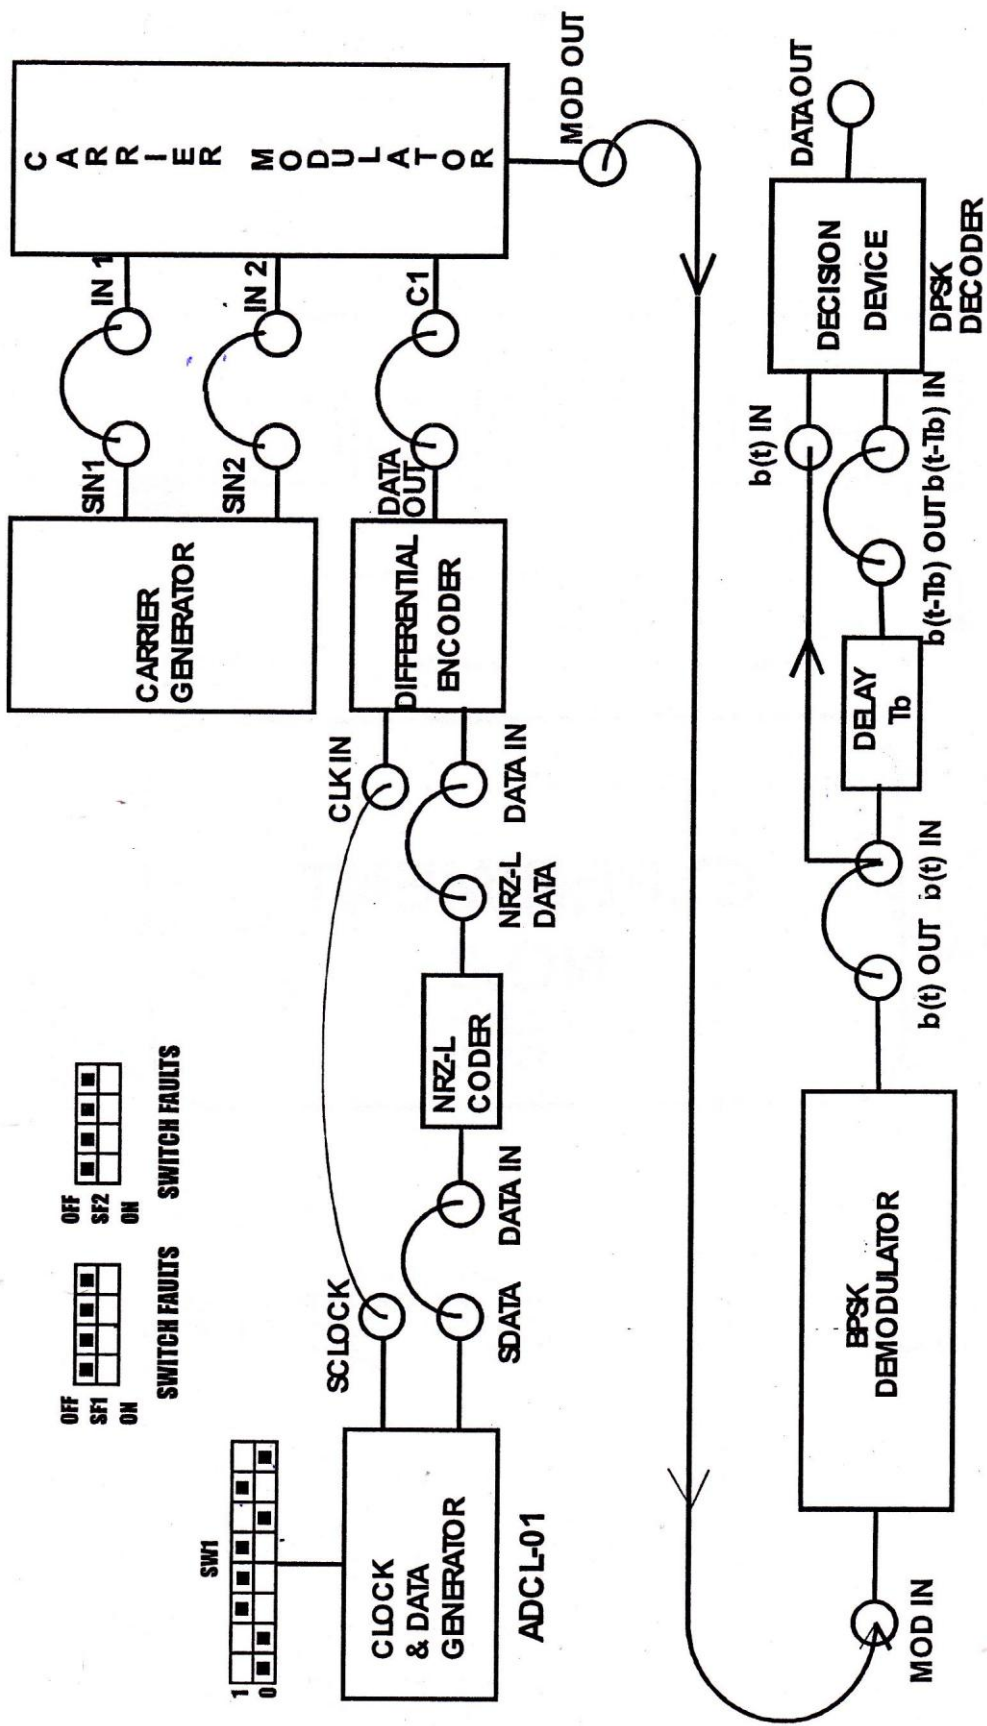 SW1
1
0
OFF
SF1
ON
SWITCH FAULTS
OFF
SF2
ON
SWITCH FAULTS
CLOCK
& DATA
GENERATOR
ADCL-01
SCLOCK
SDATA
DATA IN
NRZ-L
CODER
NRZ-L
DATA
CLK IN
DATA IN
DIFFERENTIAL
ENCODER
DATA
OUT
CARRIER
GENERATOR
SIN1
SIN2
IN 1
IN 2
C1
CARRIER
MODULATOR
MOD OUT
MOD IN
BPSK
DEMODULATOR
b(t) OUT
b(t) IN
DELAY
Tb
b(t-Tb) OUT
b(t) IN
b(t-Tb) IN
DECISION
DEVICE
DPSK
DECODER
DATA OUT